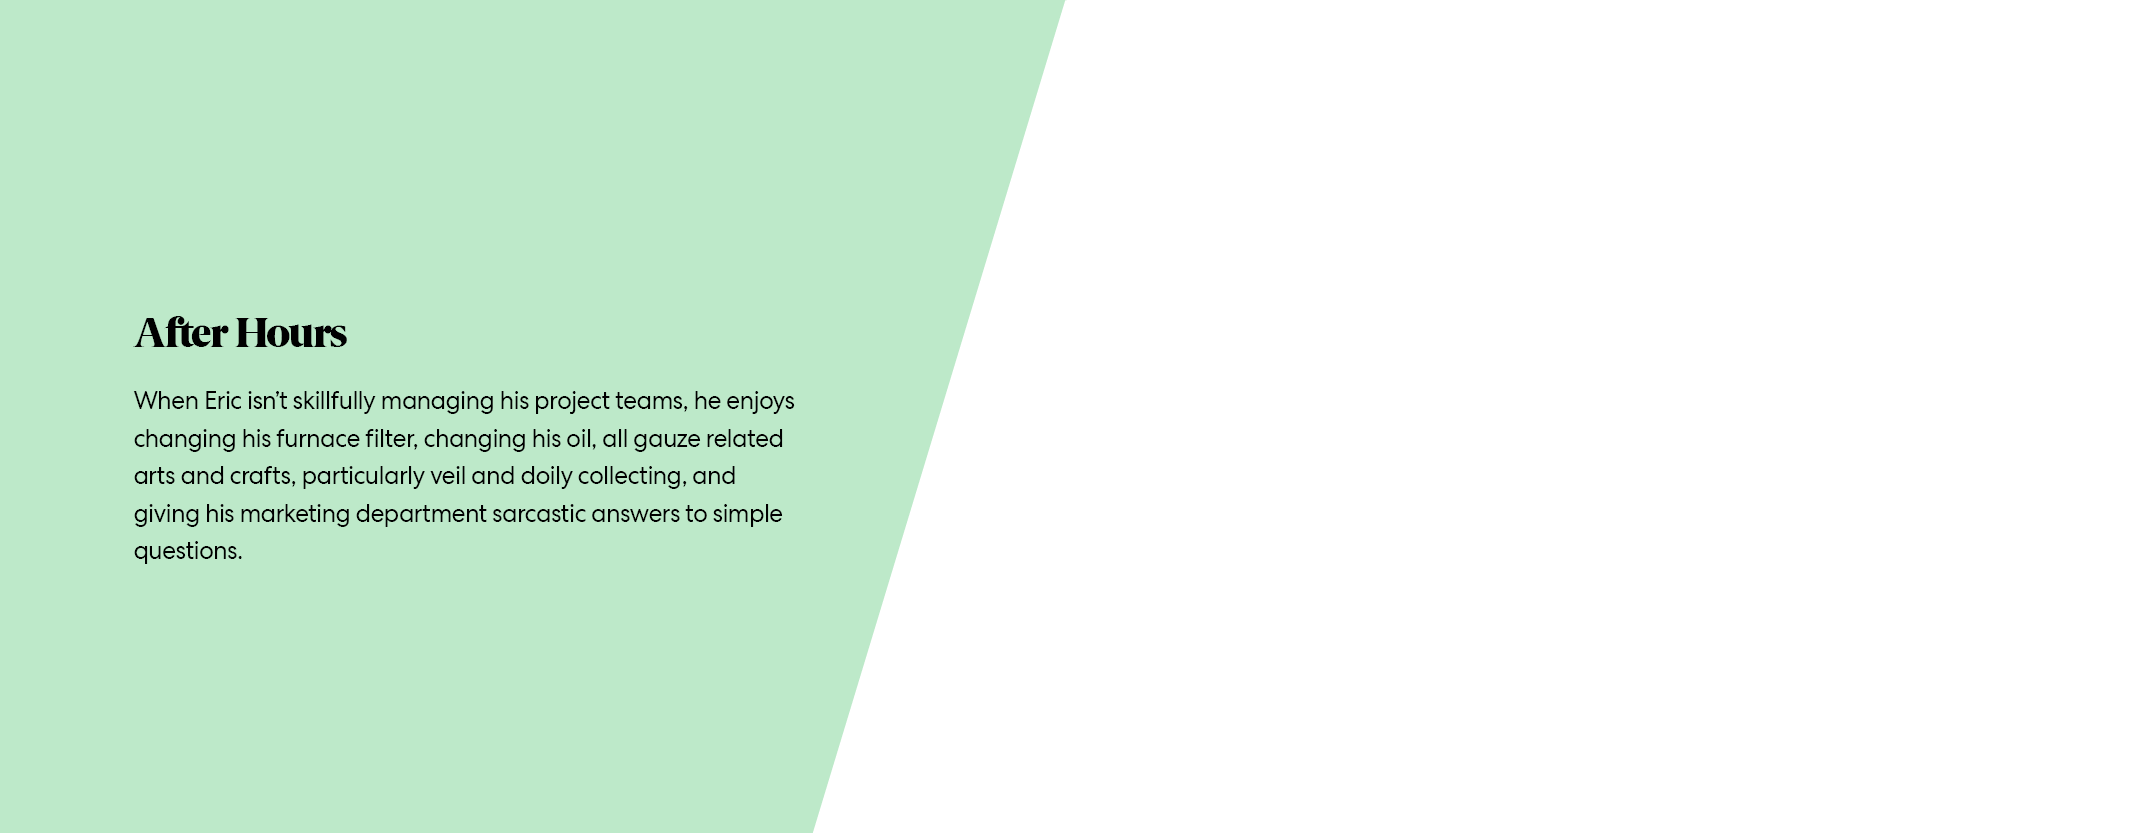 After Hours
When Eric isn’t skillfully managing his project teams, he enjoys
changing his furnace filter, changing his oil, all gauze related
arts and crafts, particularly veil and doily collecting, and
giving his marketing department sarcastic answers to simple
questions.